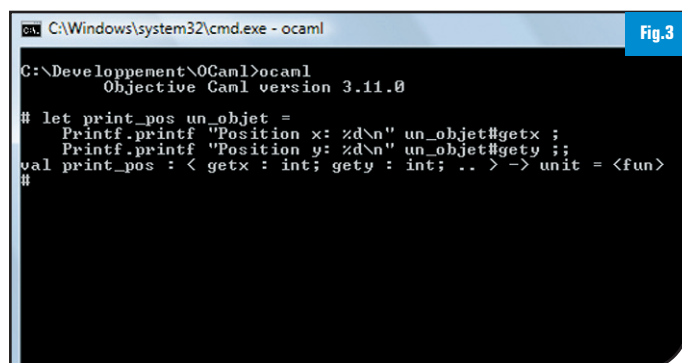 C:\Windows\system32\cmd.exe - ocaml
Fig.3
C:\Developpement\OCaml>ocaml
        Objective Caml version 3.11.0

# let print_pos un_objet =
    Printf.printf "Position x: %d\n" un_objet#getx ;
    Printf.printf "Position y: %d\n" un_objet#gety ;;
val print_pos : < getx : int; gety : int; .. > -> unit = <fun>
#